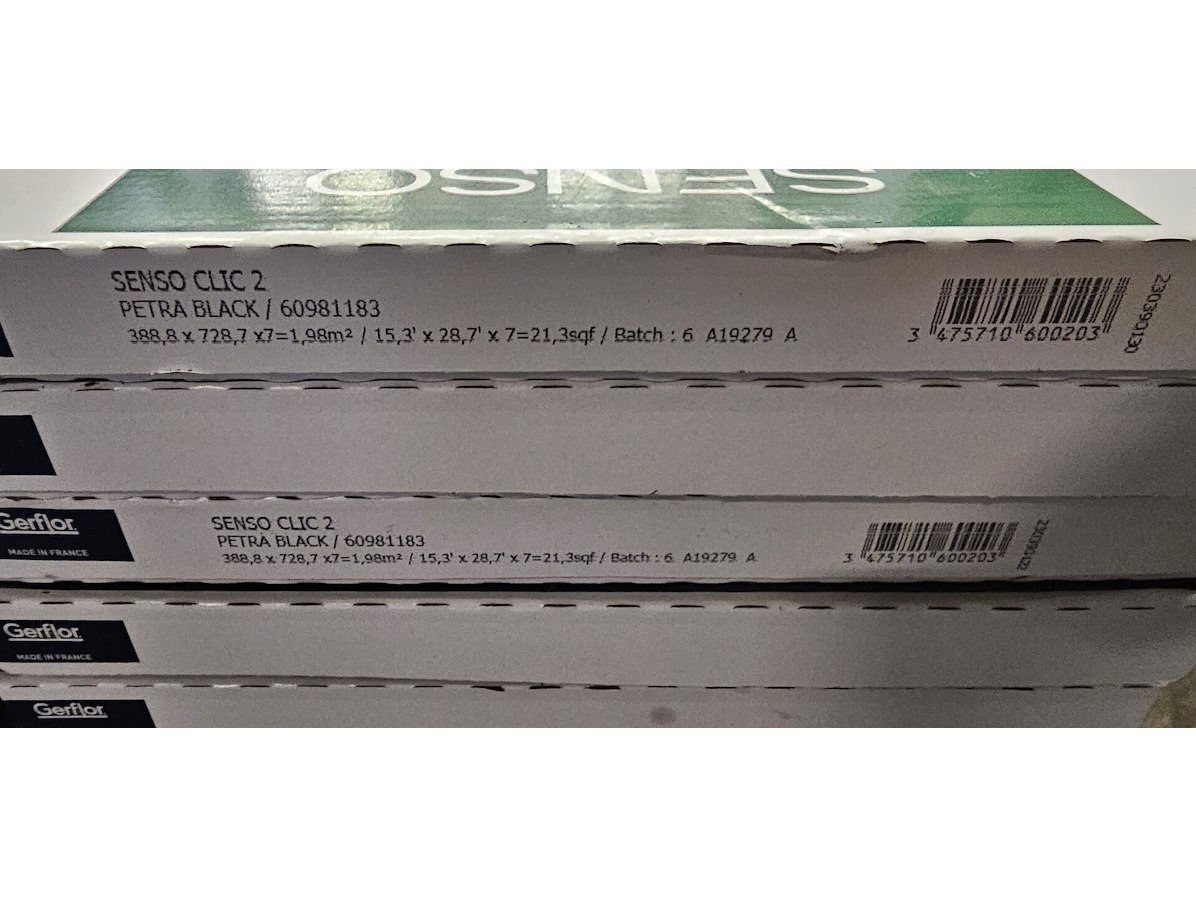 SENSO
SENSO CLIC 2
PETRA BLACK / 60981183
388,8 x 728,7 x7=1,98m² / 15,3' x 28,7' x 7=21,3sqf / Batch : 6 A19279 A
3 475710 600203
230390130
Gerflor
MADE IN FRANCE
SENSO CLIC 2
PETRA BLACK / 60981183
388,8 x 728,7 x7=1,98m² / 15,3' x 28,7' x 7=21,3sqf / Batch : 6 A19279 A
3 475710 600203
Gerflor
MADE IN FRANCE
Gerflor